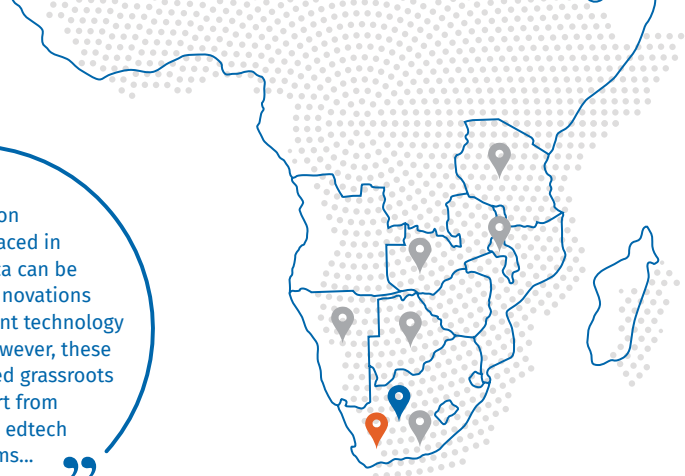 on
aced in
a can be
novations
nt technology
wever, these
ed grassroots
rt from
edtech
ms...
”